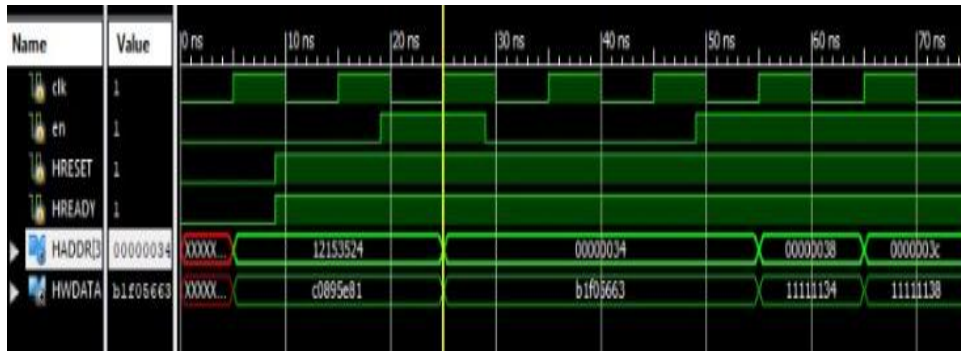 Name Value 0 ns 10 ns 20 ns 30 ns 40 ns 50 ns 60 ns 70 ns
clk 1
en 1
HRESET 1
HREADY 1
HADDR[3 00000034 XXXXX... 12153524 00000034 00000038 0000003c
HWDATA b1f05663 XXXXX... c0895e81 b1f05663 11111134 11111138